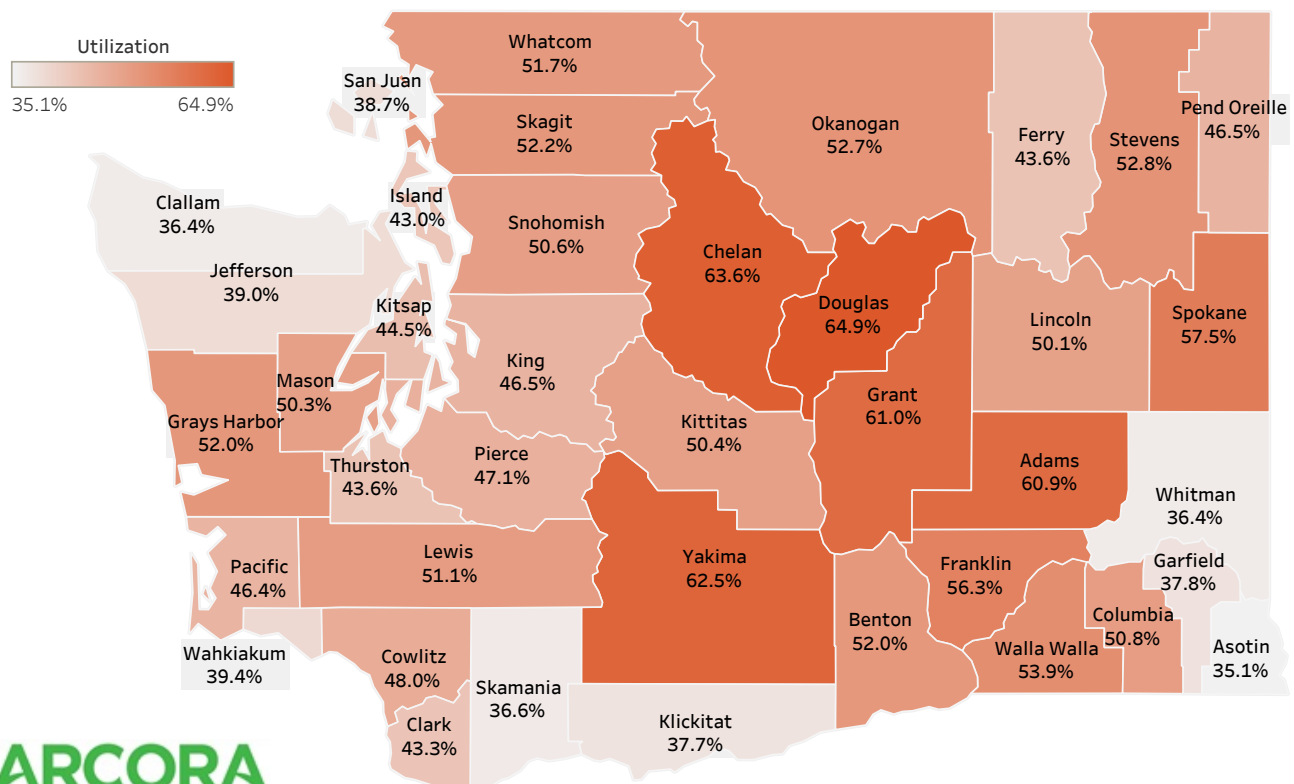 Utilization
35.1%
64.9%
Whatcom
51.7%
San Juan
38.7%
Skagit
52.2%
Okanogan
52.7%
Ferry
43.6%
Stevens
52.8%
Pend Oreille
46.5%
Clallam
36.4%
Island
43.0%
Snohomish
50.6%
Chelan
63.6%
Jefferson
39.0%
Kitsap
44.5%
Douglas
64.9%
Lincoln
50.1%
Spokane
57.5%
King
46.5%
Mason
50.3%
Grant
61.0%
Grays Harbor
52.0%
Kittitas
50.4%
Thurston
43.6%
Pierce
47.1%
Adams
60.9%
Whitman
36.4%
Lewis
51.1%
Yakima
62.5%
Pacific
46.4%
Franklin
56.3%
Garfield
37.8%
Benton
52.0%
Columbia
50.8%
Walla Walla
53.9%
Asotin
35.1%
Wahkiakum
39.4%
Cowlitz
48.0%
Skamania
36.6%
Clark
43.3%
Klickitat
37.7%
ARCORA